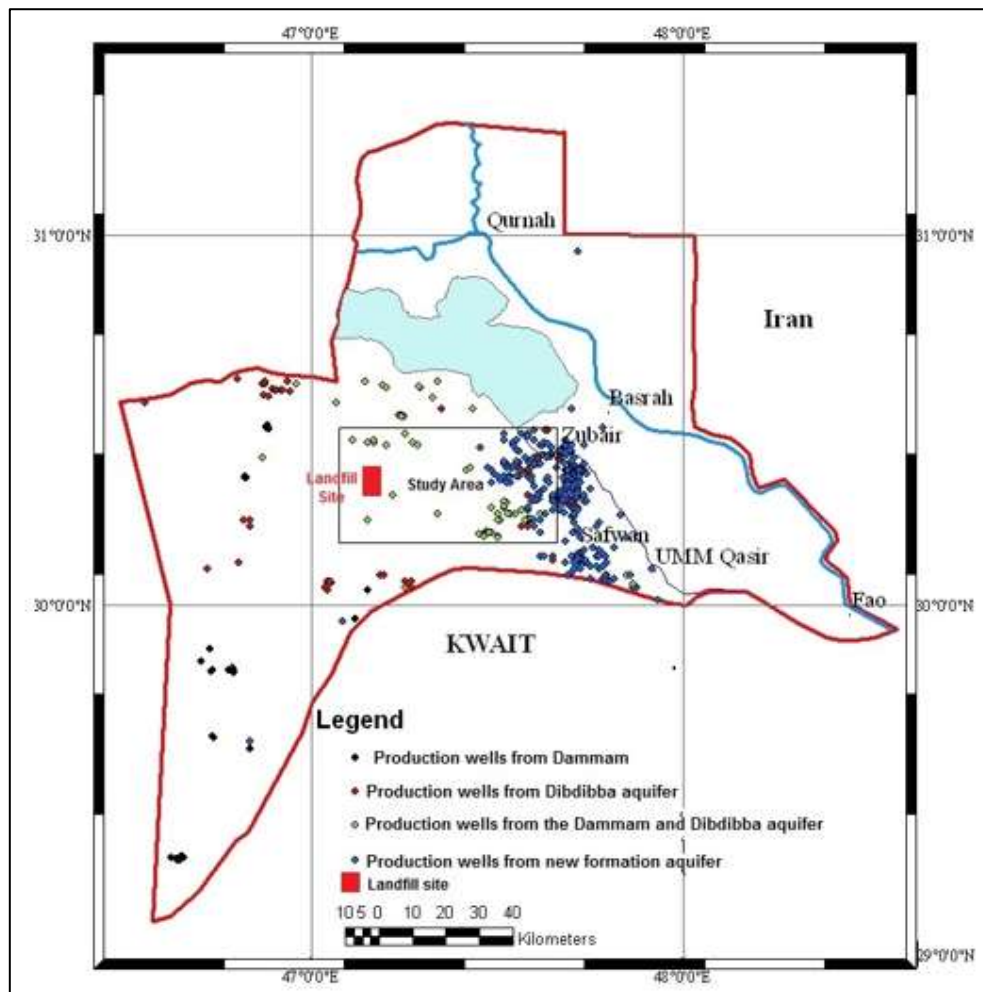 47°0'0"E
48°0'0"E
Qurnah
31°0'0"N
31°0'0"N
Iran
Basrah
Zubair
Landfill
Site
Study Area
Safwan
UMM Qasir
30°0'0"N
30°0'0"N
Fao
KWAIT
Legend
Production wells from Dammam
Production wells from Dibdibba aquifer
Production wells from the Dammam and Dibdibba aquifer
Production wells from new formation aquifer
Landfill site
10 5 0 10 20 30 40
Kilometers
29°0'0"N
47°0'0"E
48°0'0"E